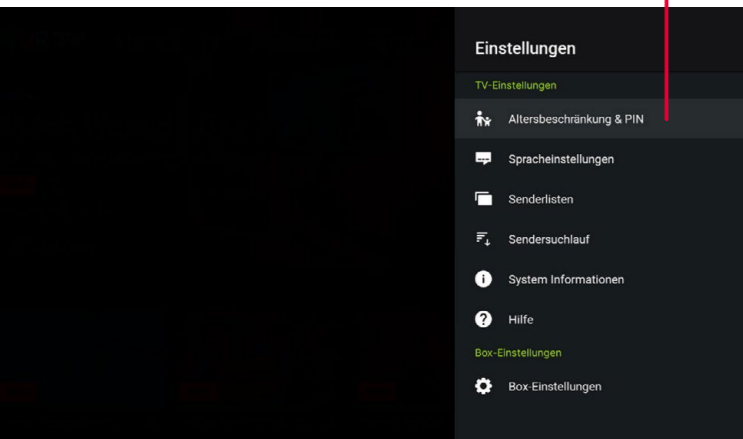 Einstellungen
TV-Einstellungen
Altersbeschränkung & PIN
Spracheinstellungen
Senderlisten
Sendersuchlauf
System Informationen
Hilfe
Box-Einstellungen
Box-Einstellungen